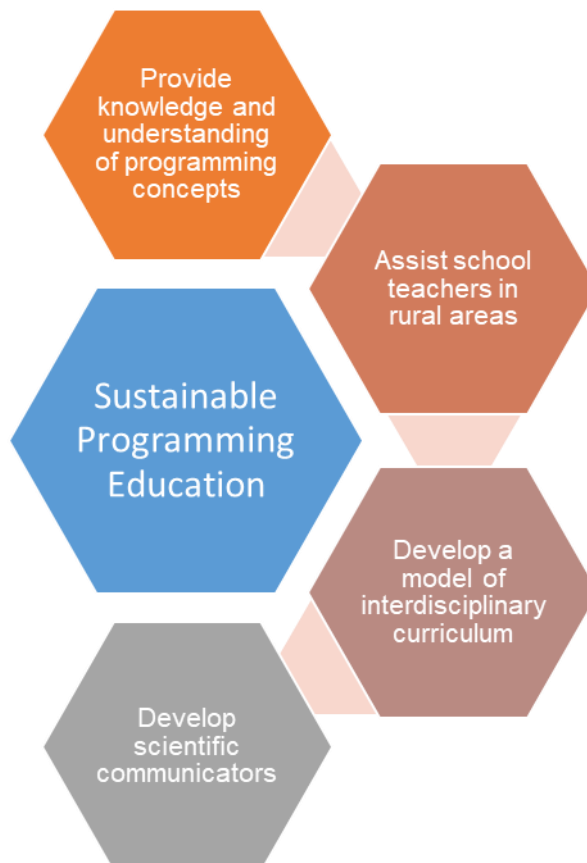 Provide
knowledge and
understanding
of programming
concepts
Assist school
teachers in
rural areas
Sustainable
Programming
Education
Develop a
model of
interdisciplinary
curriculum
Develop
scientific
communicators